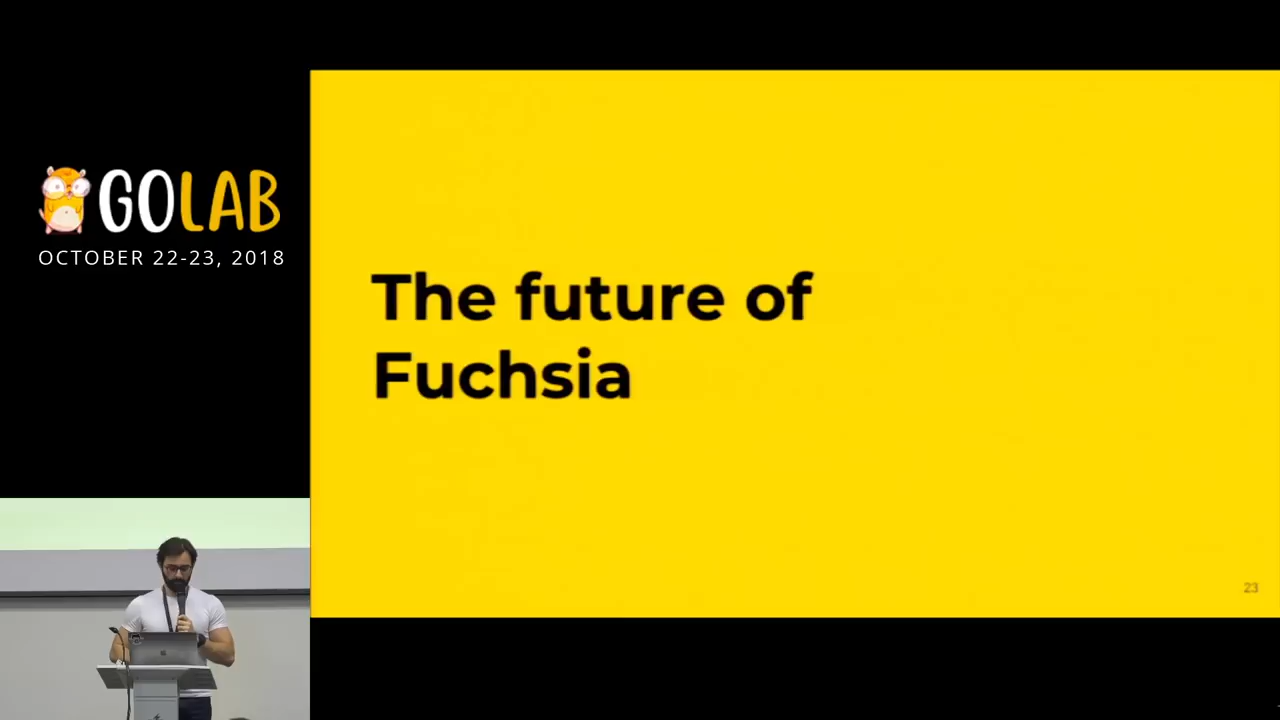 GOLAB
OCTOBER 22-23, 2018
The future of
Fuchsia
23